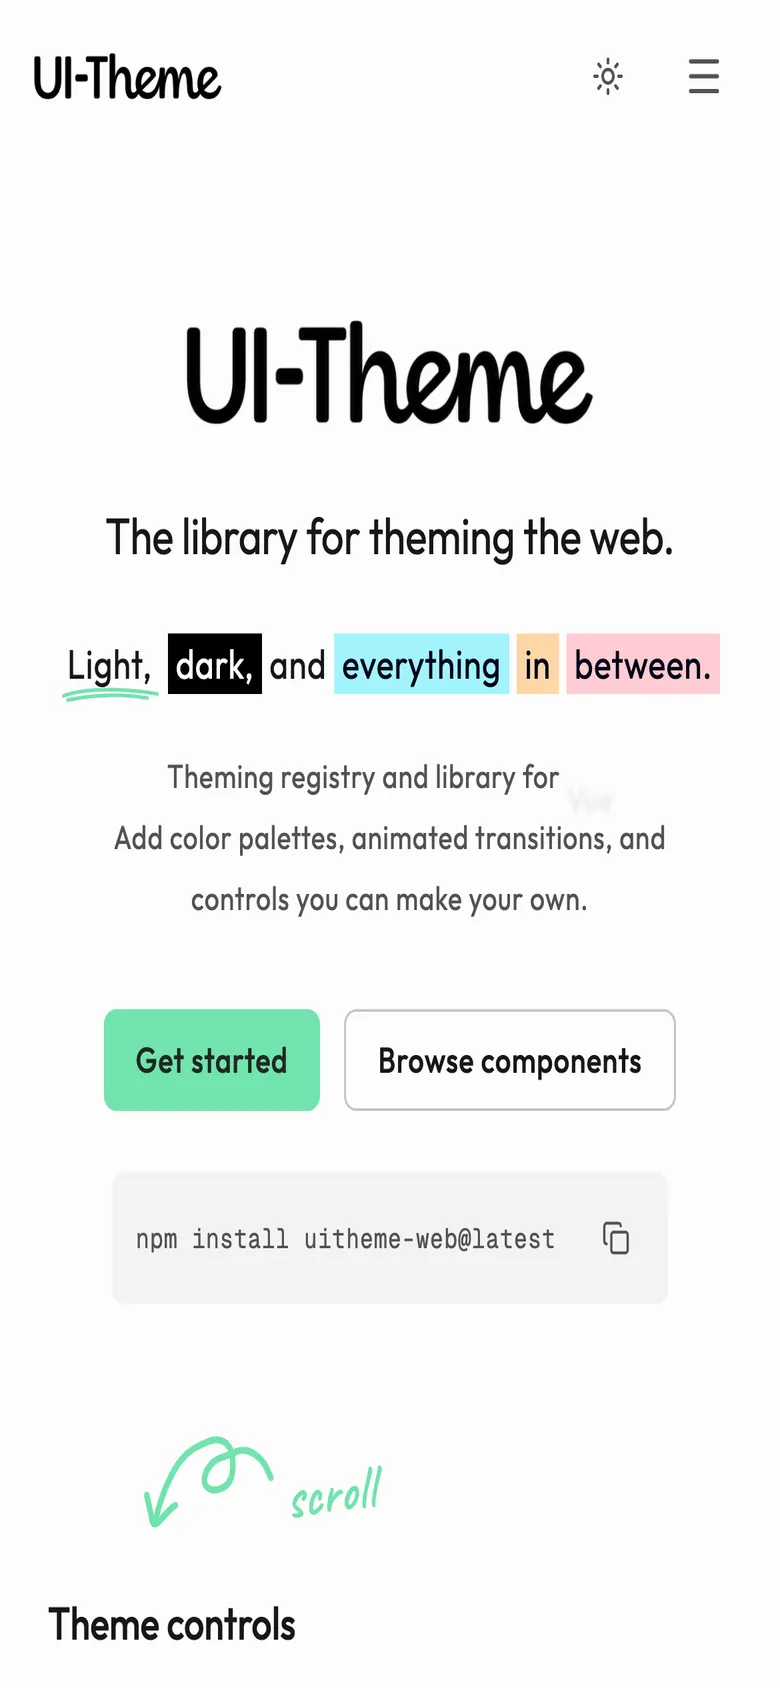 UI-Theme
UI-Theme
The library for theming the web.
Light, dark, and everything in between.
Theming registry and library for Vue
Add color palettes, animated transitions, and
controls you can make your own.
Get started
Browse components
npm install uitheme-web@latest
scroll
Theme controls